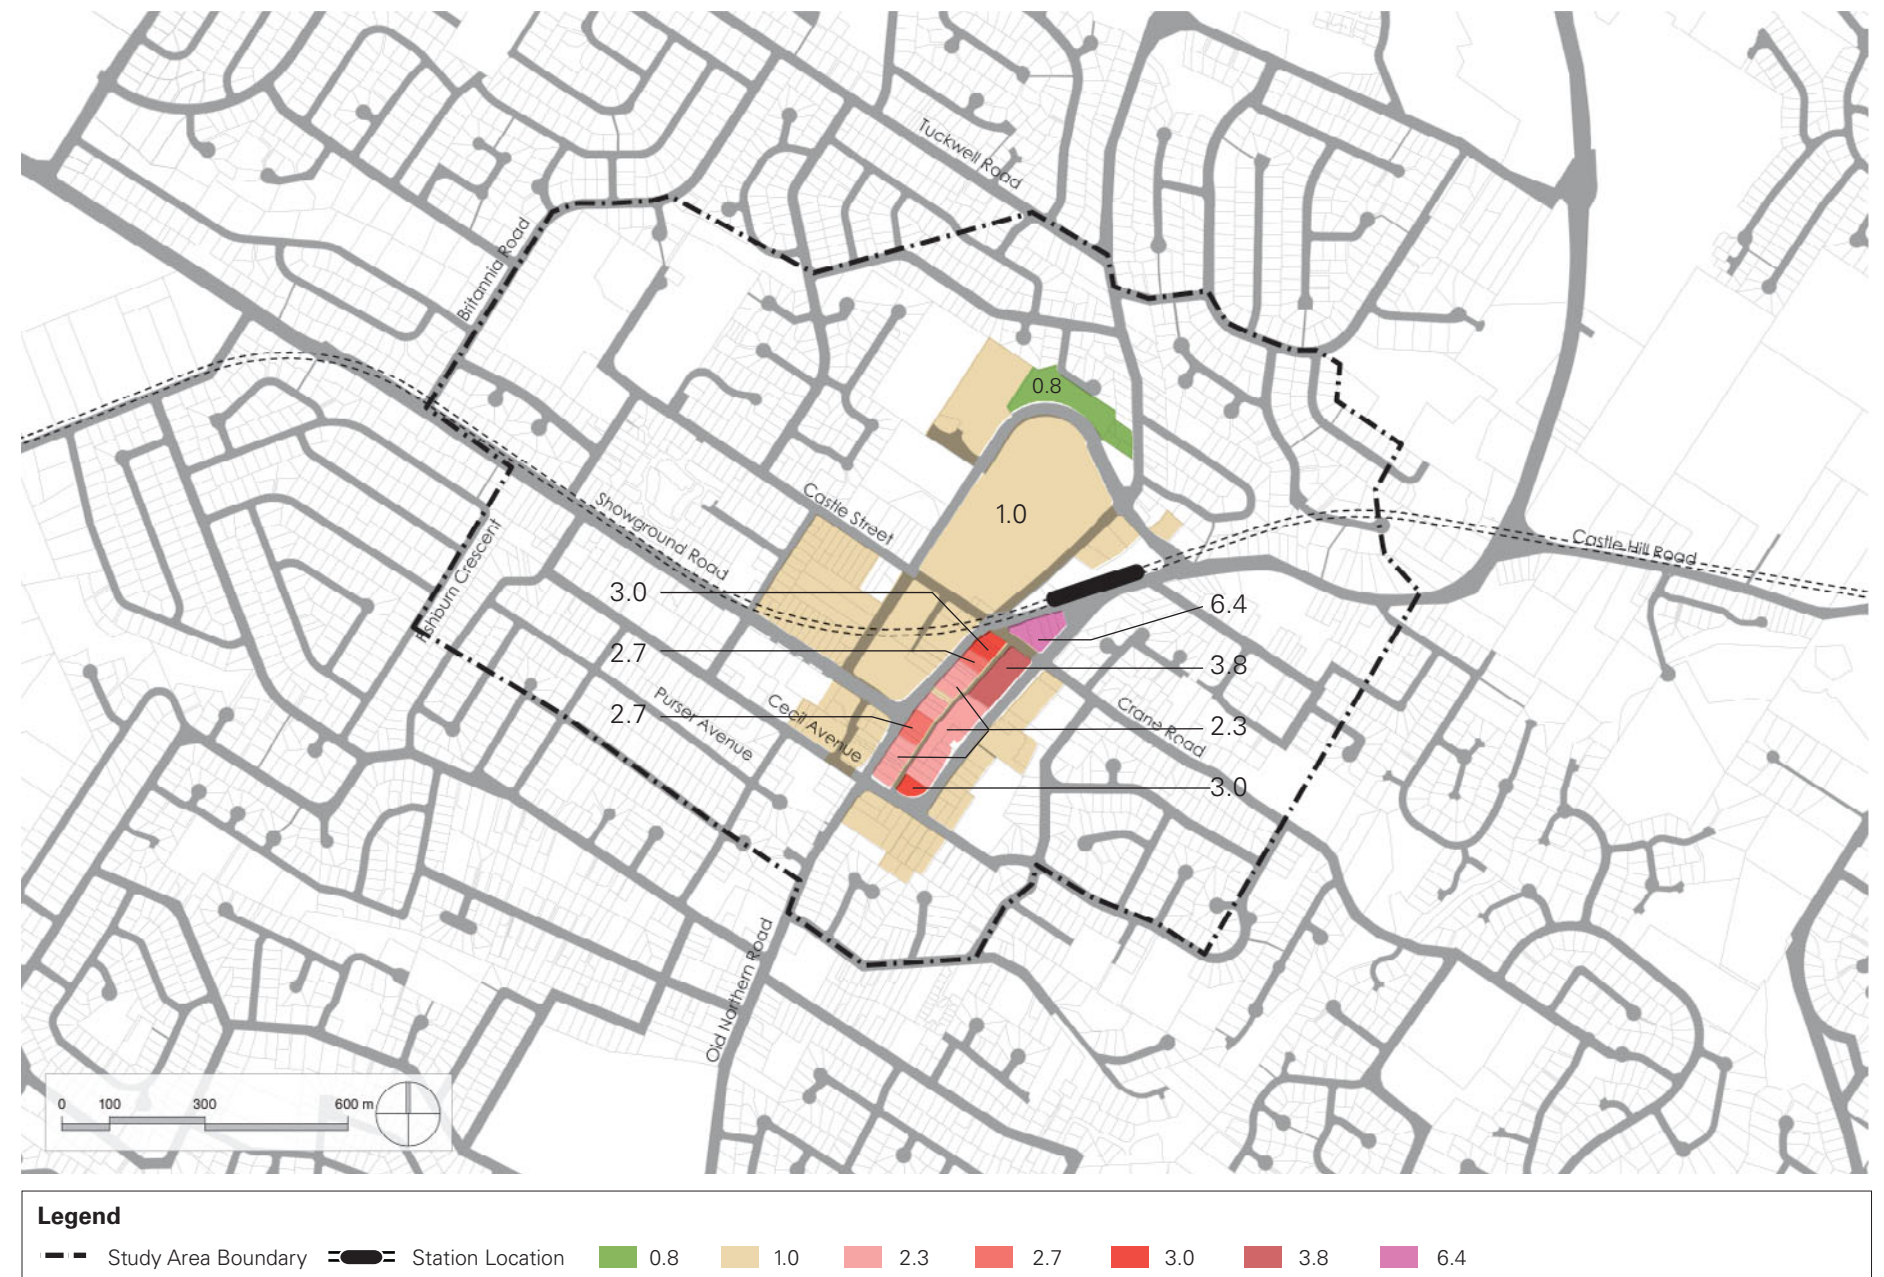 Tuckwell Road
Britannia Road
0.8
1.0
Castle Street
Showground Road
Castle Hill Road
Ashburn Crescent
3.0
6.4
2.7
3.8
Purser Avenue
Cecil Avenue
Crane Road
2.7
2.3
3.0
Old Northern Road
0 100 300 600 m
Legend
Study Area Boundary Station Location 0.8 1.0 2.3 2.7 3.0 3.8 6.4